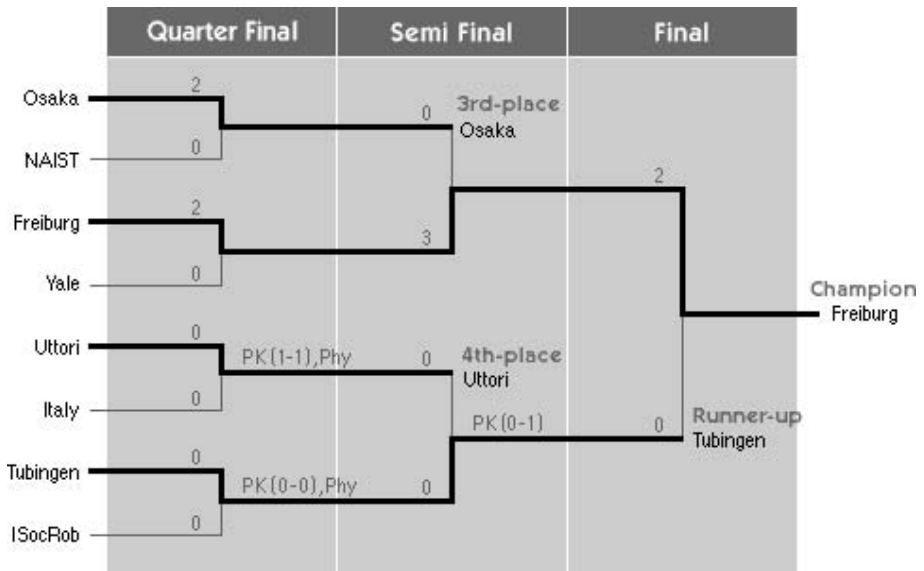 Quarter Final Semi Final Final
2
Osaka
0 3rd-place
Osaka
0
NAIST
2
2
Freiburg
3
0
Yale
Champion
Freiburg
0
Uttori
PK(1-1),Phy 0 4th-place
Uttori
0
Italy
PK(0-1) 0 Runner-up
Tubingen
0
Tubingen
PK(0-0),Phy 0
0
ISocRob